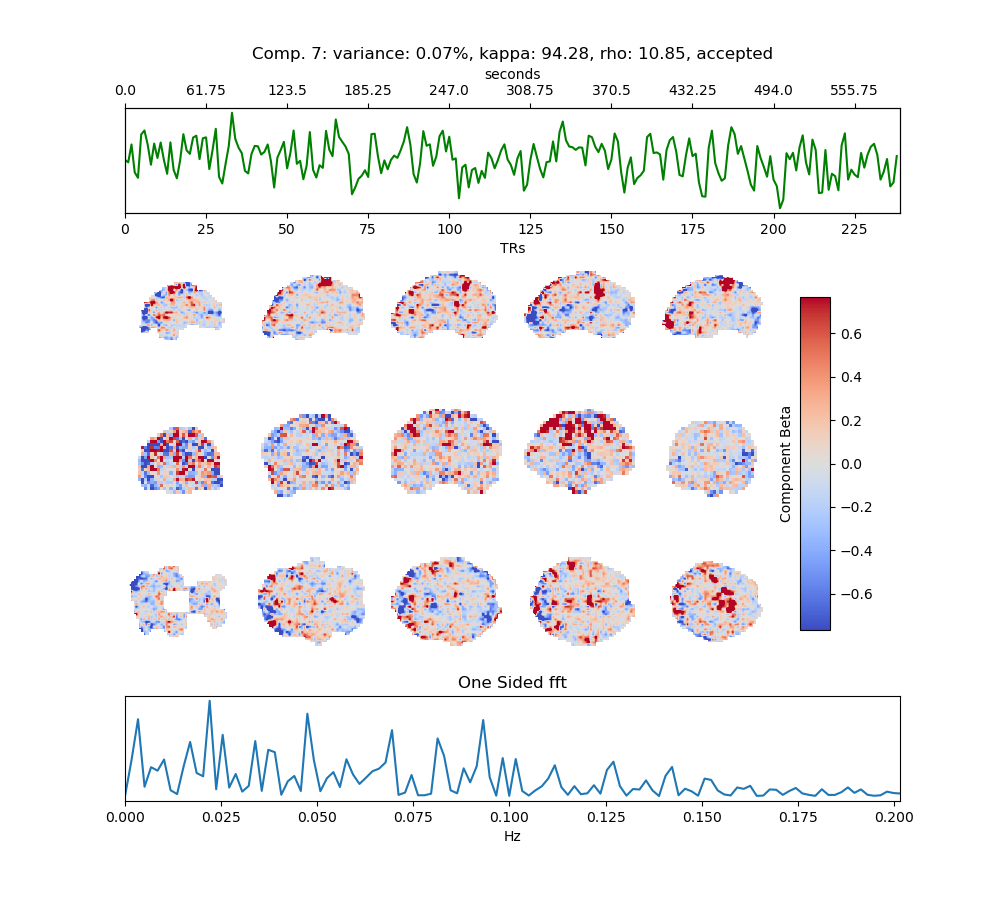 Comp. 7: variance: 0.07%, kappa: 94.28, rho: 10.85, accepted
seconds
0.0 61.75 123.5 185.25 247.0 308.75 370.5 432.25 494.0 555.75
0 25 50 75 100 125 150 175 200 225
TRs
0.6
0.4
0.2
0.0
−0.2
−0.4
−0.6
Component Beta
One Sided fft
0.000 0.025 0.050 0.075 0.100 0.125 0.150 0.175 0.200
Hz